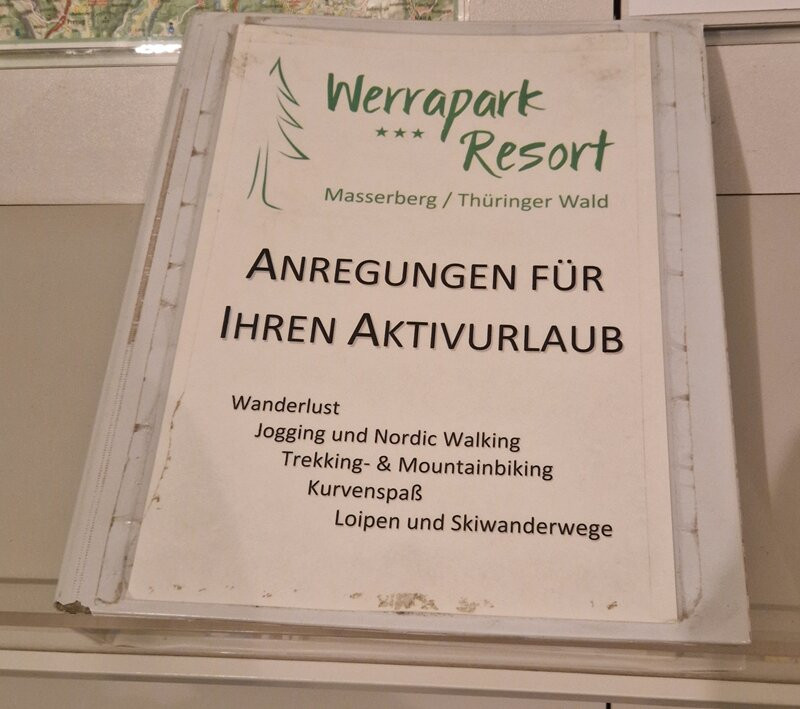 Werrapark
*** Resort
Masserberg / Thüringer Wald
ANREGUNGEN FÜR
IHREN AKTIVURLAUB
Wanderlust
Jogging und Nordic Walking
Trekking- & Mountainbiking
Kurvenspaß
Loipen und Skiwanderwege